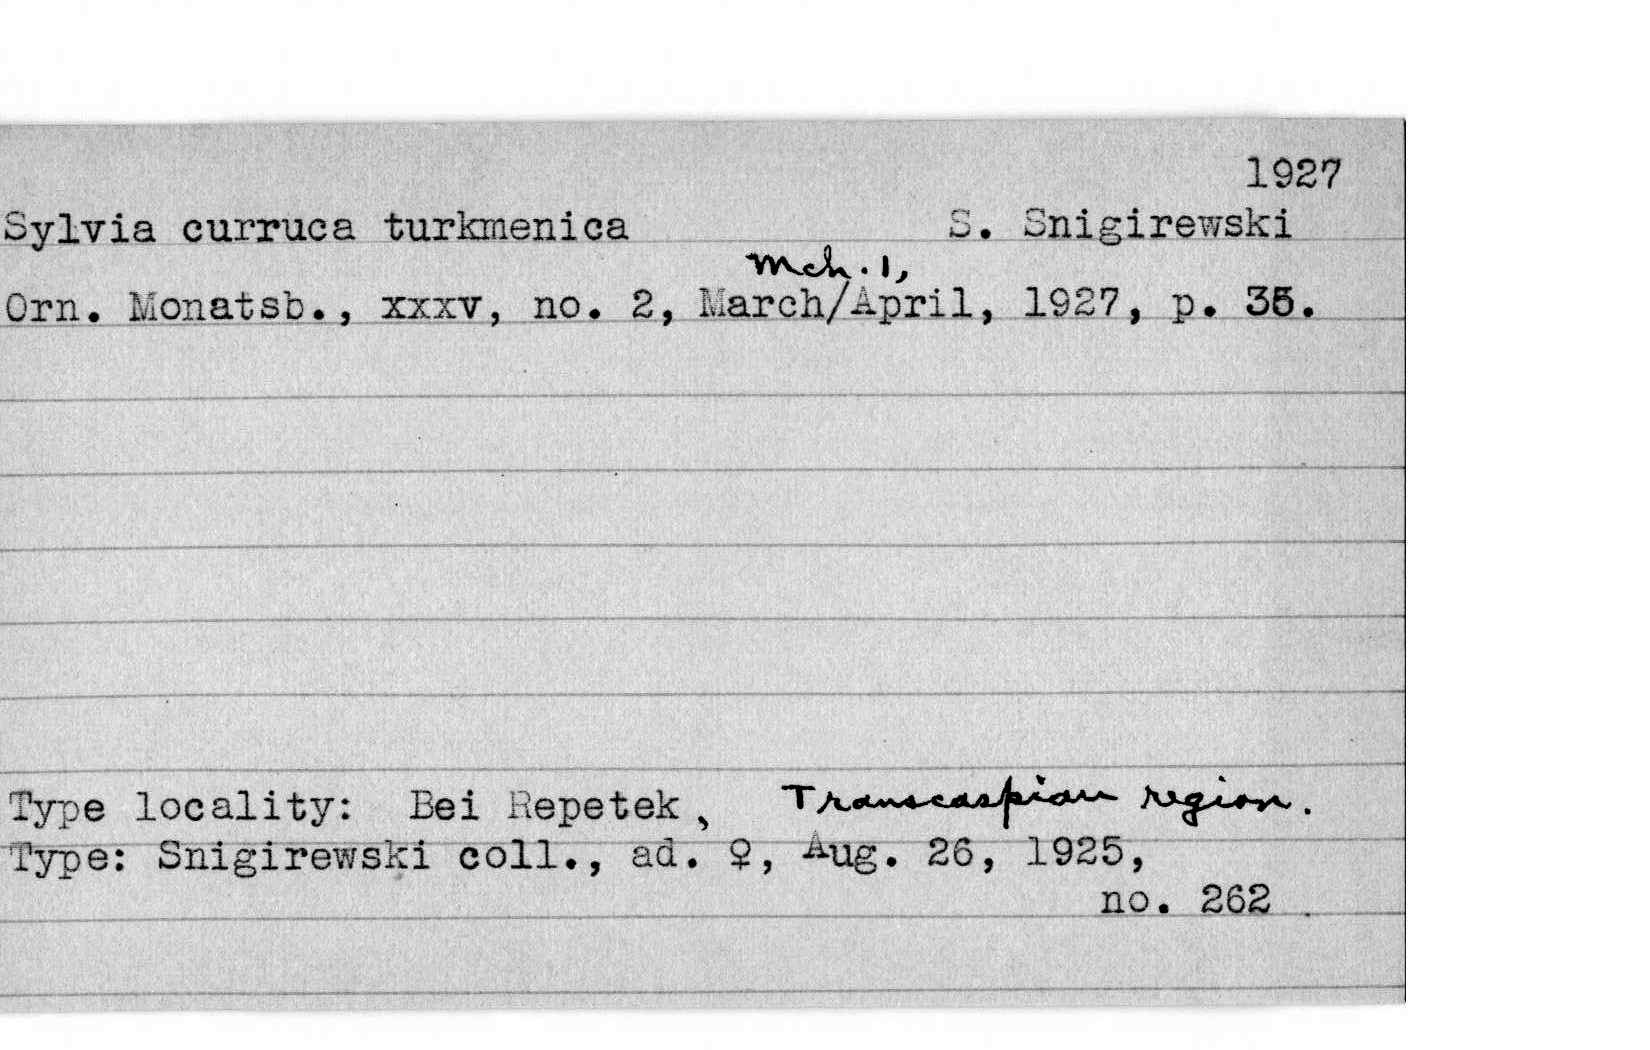 1927
Sylvia curruca turkmenica S. Snigirewski
Mch. 1,
Orn. Monatsb., xxxv, no. 2, March/April, 1927, p. 35.
Type locality: Bei Repetek, Transcaspian region.
Type: Snigirewski coll., ad. ♀, Aug. 26, 1925,
no. 262 .